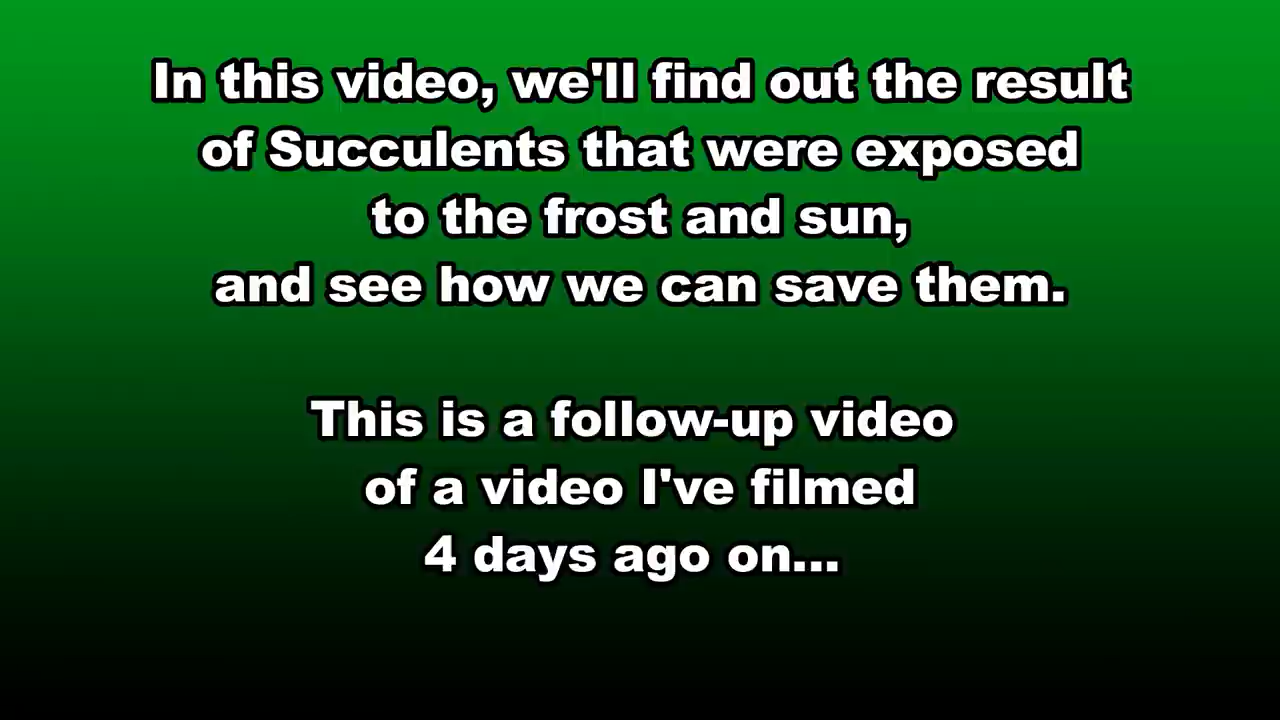 In this video, we'll find out the result
of Succulents that were exposed
to the frost and sun,
and see how we can save them.
This is a follow-up video
of a video I've filmed
4 days ago on...